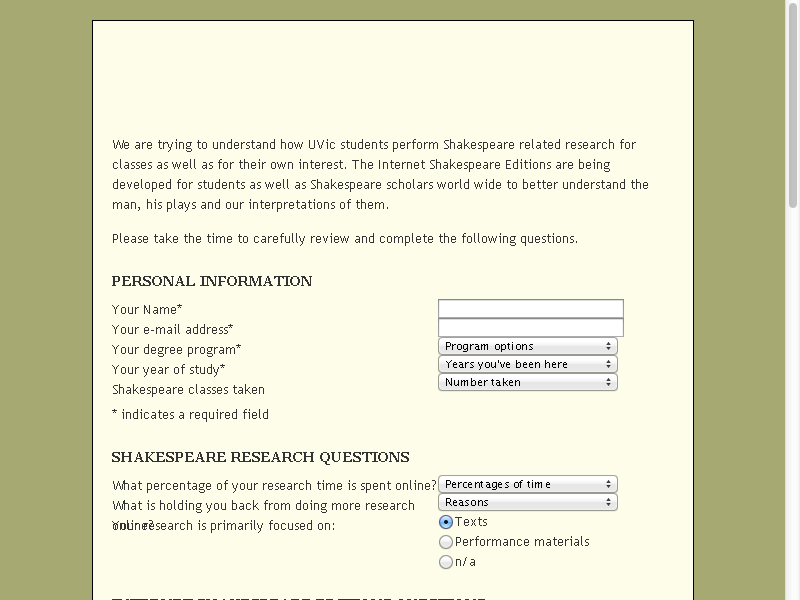 We are trying to understand how UVic students perform Shakespeare related research for
classes as well as for their own interest. The Internet Shakespeare Editions are being
developed for students as well as Shakespeare scholars world wide to better understand the
man, his plays and our interpretations of them.
Please take the time to carefully review and complete the following questions.
PERSONAL INFORMATION
Your Name*
Your e-mail address*
Your degree program* Program options
Your year of study* Years you've been here
Shakespeare classes taken Number taken
* indicates a required field
SHAKESPEARE RESEARCH QUESTIONS
What percentage of your research time is spent online? Percentages of time
What is holding you back from doing more research Reasons
online?
Your research is primarily focused on: Texts
Performance materials
n/a